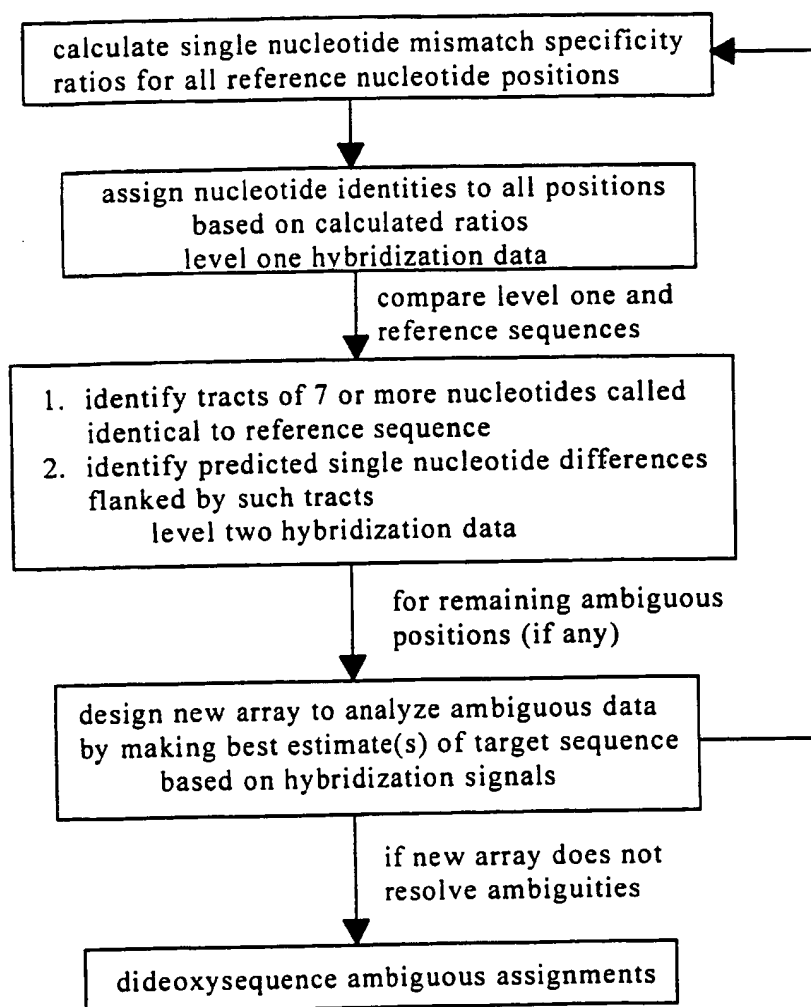 calculate single nucleotide mismatch specificity
ratios for all reference nucleotide positions
assign nucleotide identities to all positions
based on calculated ratios
level one hybridization data
compare level one and
reference sequences
1. identify tracts of 7 or more nucleotides called
identical to reference sequence
2. identify predicted single nucleotide differences
flanked by such tracts
level two hybridization data
for remaining ambiguous
positions (if any)
design new array to analyze ambiguous data
by making best estimate(s) of target sequence
based on hybridization signals
if new array does not
resolve ambiguities
dideoxysequence ambiguous assignments